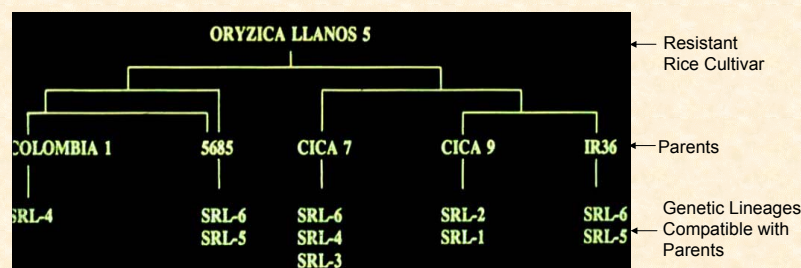 ORYZICA LLANOS 5
Resistant
Rice Cultivar
COLOMBIA 1 5685 CICA 7 CICA 9 IR36
Parents
SRL-4 SRL-6 SRL-6 SRL-2 SRL-6
SRL-5 SRL-4 SRL-1 SRL-5
SRL-3
Genetic Lineages
Compatible with
Parents